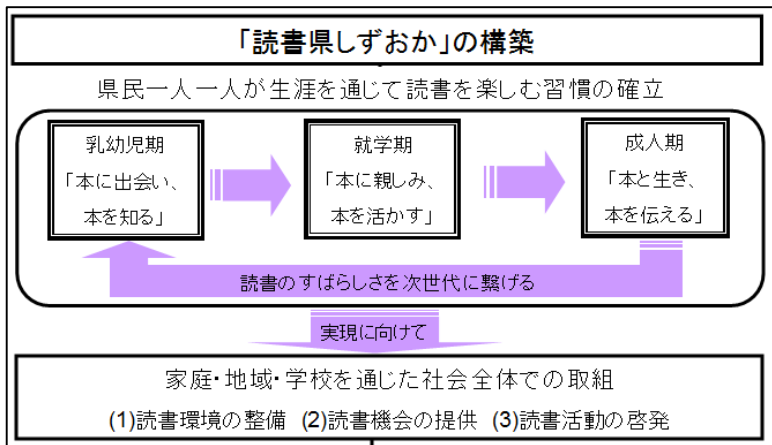 「読書県しずおか」の構築
県民一人一人が生涯を通じて読書を楽しむ習慣の確立
乳幼児期
「本に出会い、
本を知る」
就学期
「本に親しみ、
本を活かす」
成人期
「本と生き、
本を伝える」
読書のすばらしさを次世代に繋げる
実現に向けて
家庭・地域・学校を通じた社会全体での取組
(1)読書環境の整備 (2)読書機会の提供 (3)読書活動の啓発